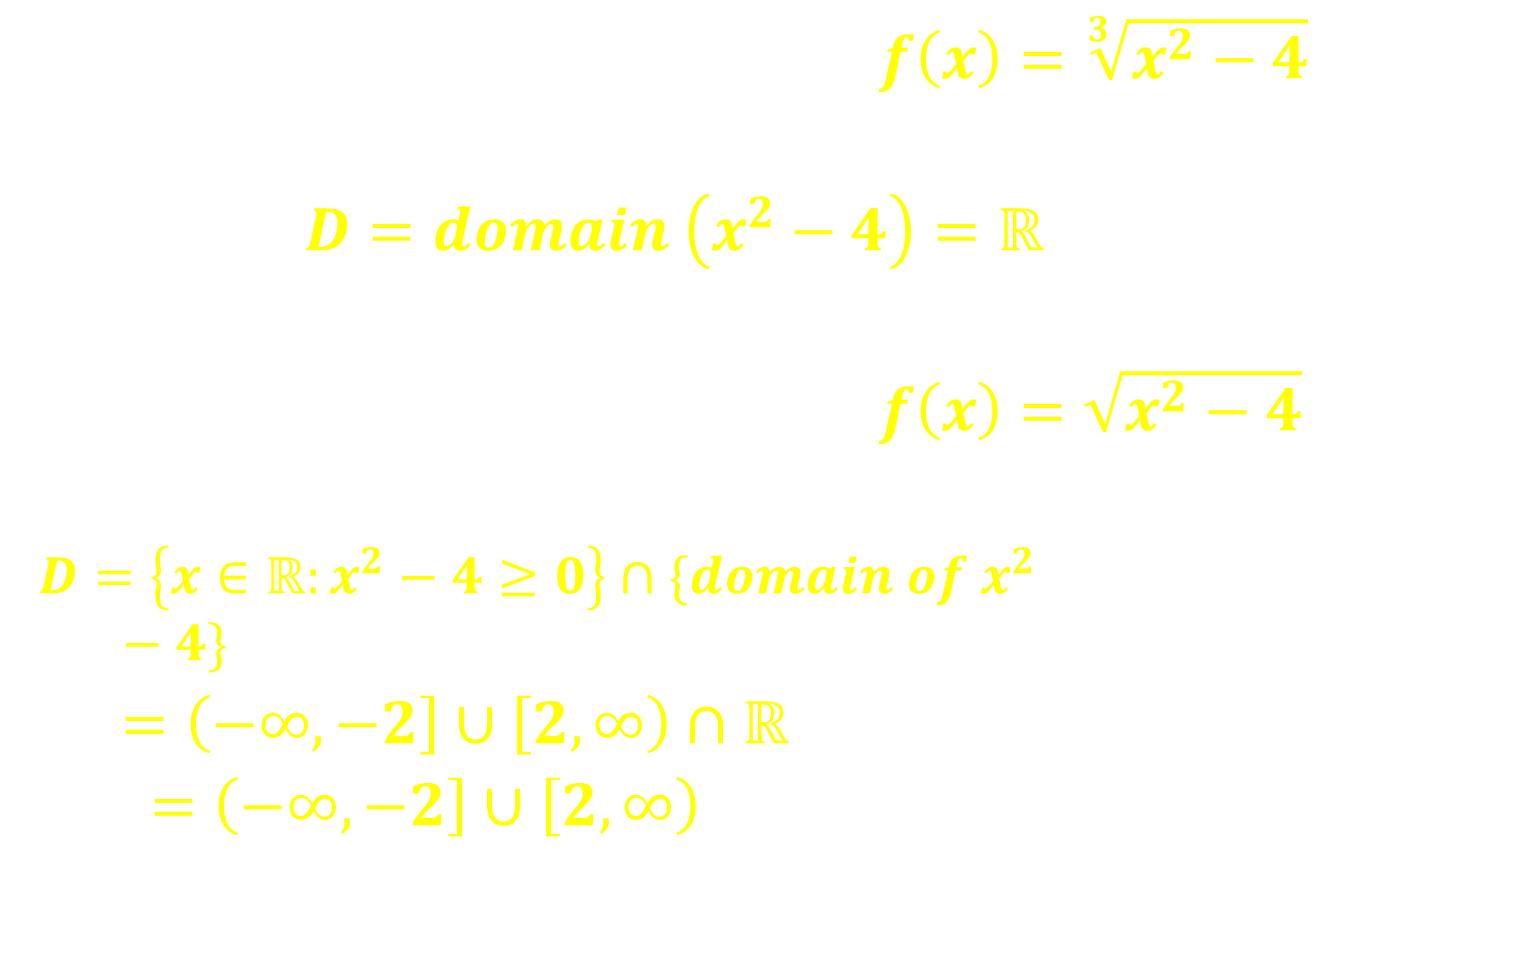 f(x) = ∛(x² − 4)
D = domain (x² − 4) = ℝ
f(x) = √(x² − 4)
D = {x ∈ ℝ: x² − 4 ≥ 0} ∩ {domain of x²
− 4}
= (−∞, −2] ∪ [2, ∞) ∩ ℝ
= (−∞, −2] ∪ [2, ∞)